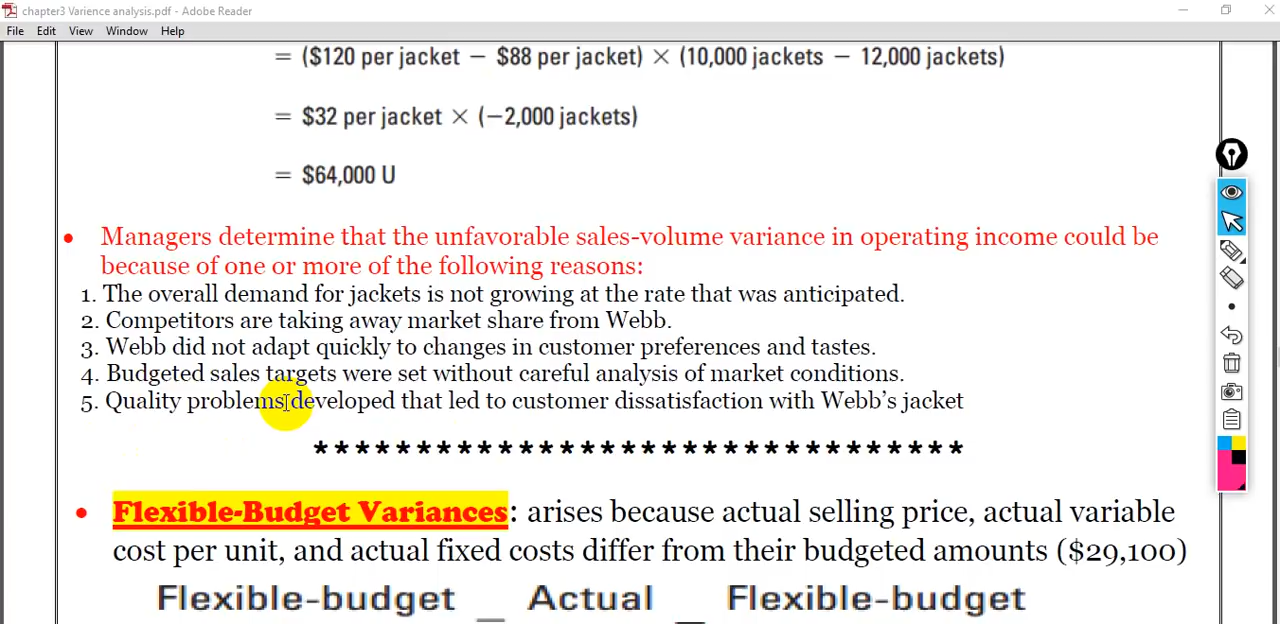 chapter3 Varience analysis.pdf - Adobe Reader
File Edit View Window Help
= ($120 per jacket − $88 per jacket) × (10,000 jackets − 12,000 jackets)
= $32 per jacket × (−2,000 jackets)
= $64,000 U
• Managers determine that the unfavorable sales-volume variance in operating income could be
because of one or more of the following reasons:
1. The overall demand for jackets is not growing at the rate that was anticipated.
2. Competitors are taking away market share from Webb.
3. Webb did not adapt quickly to changes in customer preferences and tastes.
4. Budgeted sales targets were set without careful analysis of market conditions.
5. Quality problems developed that led to customer dissatisfaction with Webb's jacket
*********************************
• Flexible-Budget Variances: arises because actual selling price, actual variable
cost per unit, and actual fixed costs differ from their budgeted amounts ($29,100)
Flexible-budget _ Actual _ Flexible-budget